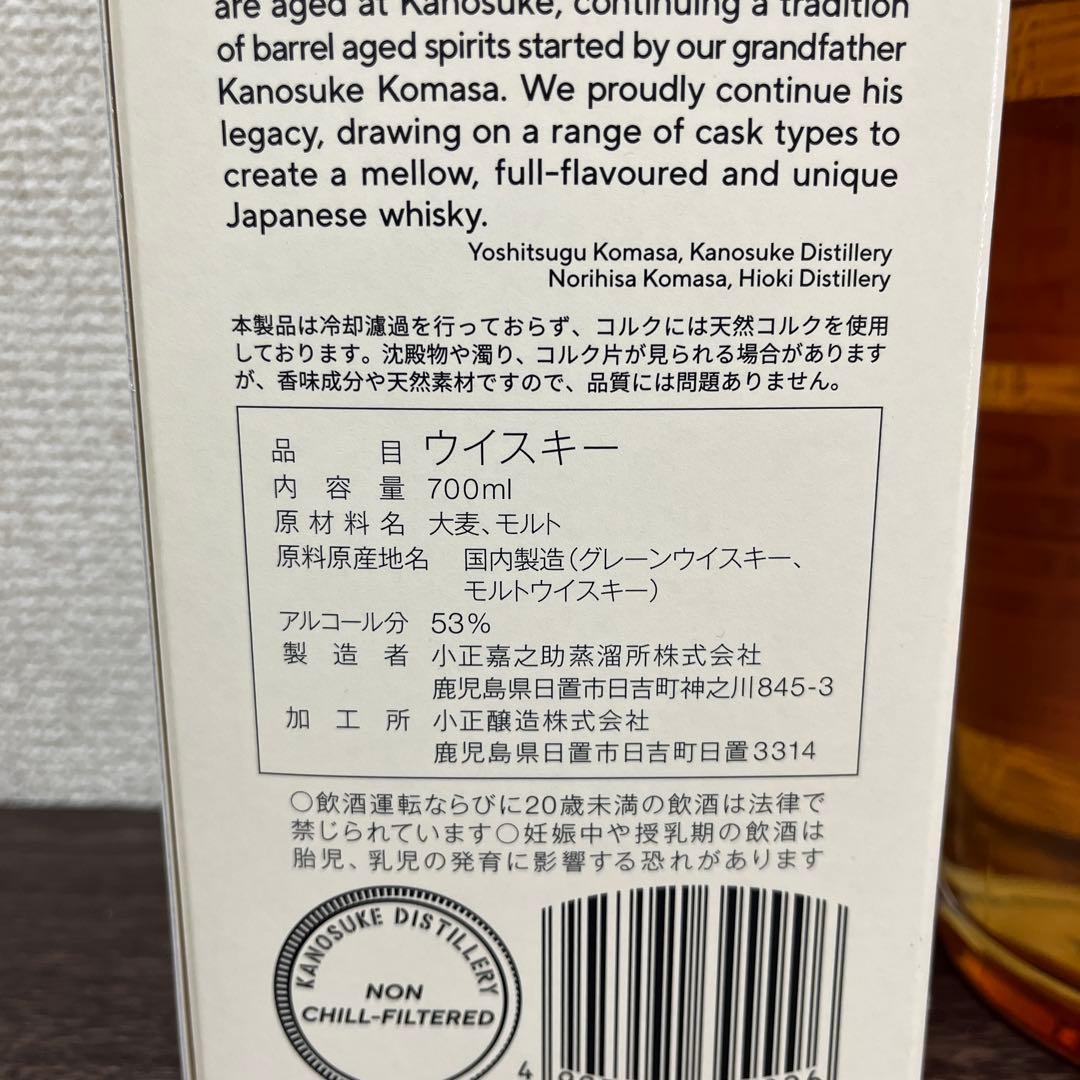 are aged at Kanosuke, continuing a tradition
of barrel aged spirits started by our grandfather
Kanosuke Komasa. We proudly continue his
legacy, drawing on a range of cask types to
create a mellow, full-flavoured and unique
Japanese whisky.
Yoshitsugu Komasa, Kanosuke Distillery
Norihisa Komasa, Hioki Distillery
本製品は冷却濾過を行っておらず、コルクには天然コルクを使用
しております。沈殿物や濁り、コルク片が見られる場合があります
が、香味成分や天然素材ですので、品質には問題ありません。
品目 ウイスキー
内容量 700ml
原材料名 大麦、モルト
原料原産地名 国内製造(グレーンウイスキー、
モルトウイスキー)
アルコール分 53%
製造者 小正嘉之助蒸溜所株式会社
鹿児島県日置市日吉町神之川845-3
加工所 小正醸造株式会社
鹿児島県日置市日吉町日置3314
○飲酒運転ならびに20歳未満の飲酒は法律で
禁じられています○妊娠中や授乳期の飲酒は
胎児、乳児の発育に影響する恐れがあります
KANOSUKE DISTILLERY
NON
CHILL-FILTERED
4